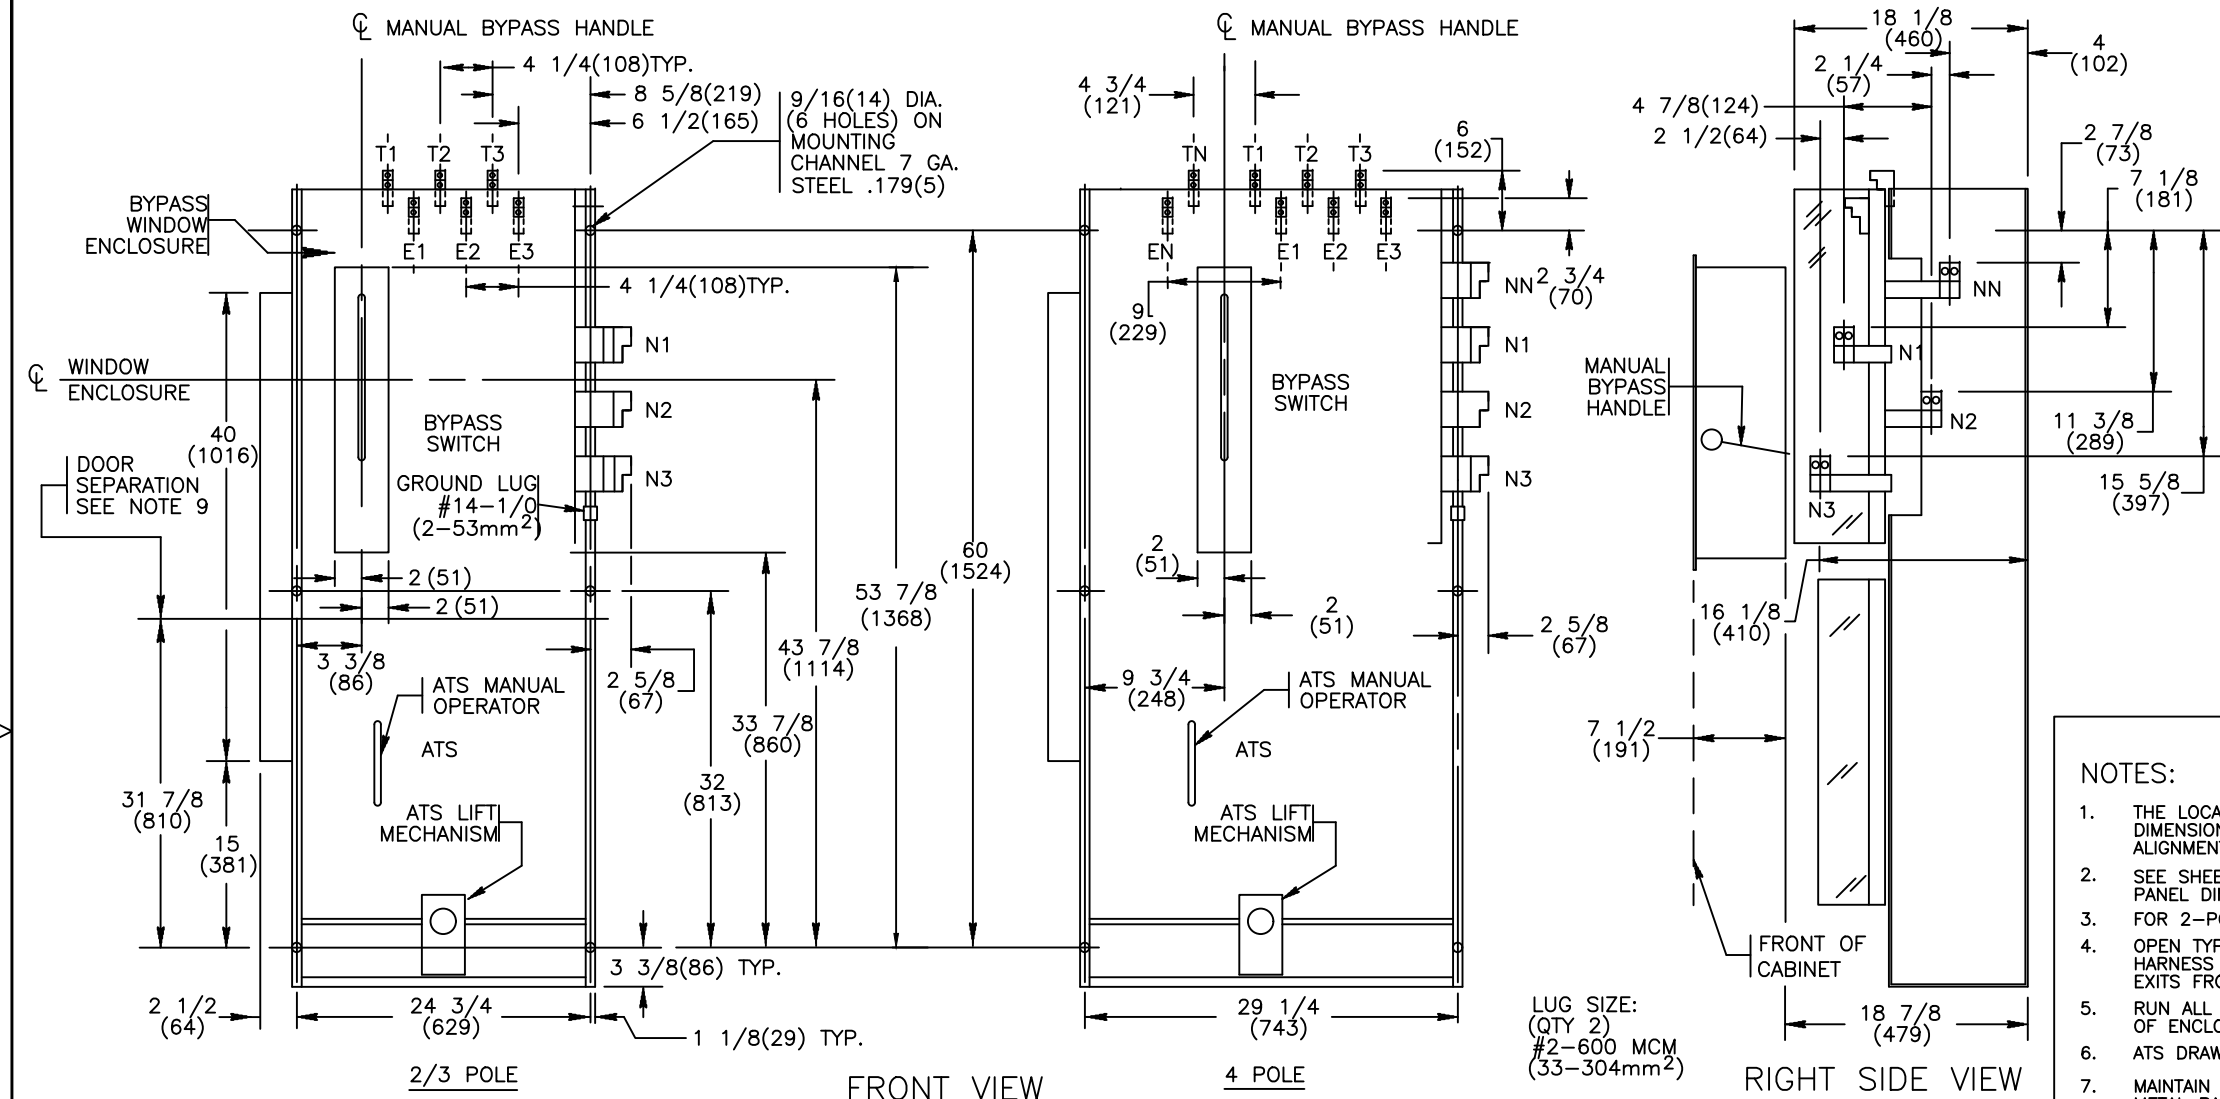 ℄ MANUAL BYPASS HANDLE
4 1/4(108)TYP.
8 5/8(219)
6 1/2(165)
9/16(14) DIA.
(6 HOLES) ON
MOUNTING
CHANNEL 7 GA.
STEEL .179(5)
T1 T2 T3
E1 E2 E3
BYPASS
WINDOW
ENCLOSURE
4 1/4(108)TYP.
℄ WINDOW
ENCLOSURE
N1
N2
N3
BYPASS
SWITCH
40
(1016)
DOOR
SEPARATION
SEE NOTE 9
GROUND LUG
#14-1/0
(2-53mm²)
2 (51)
2 (51)
3 3/8
(86)
2 5/8
(67)
ATS MANUAL
OPERATOR
ATS
ATS LIFT
MECHANISM
31 7/8
(810)
15
(381)
32
(813)
33 7/8
(860)
43 7/8
(1114)
53 7/8
(1368)
60
(1524)
3 3/8(86) TYP.
2 1/2
(64)
24 3/4
(629)
1 1/8(29) TYP.
2/3 POLE
FRONT VIEW
℄ MANUAL BYPASS HANDLE
4 3/4
(121)
6
(152)
TN T1 T2 T3
EN E1 E2 E3
9
(229)
NN
2 3/4
(70)
N1
N2
N3
BYPASS
SWITCH
2
(51)
2
(51)
2 5/8
(67)
9 3/4
(248)
ATS MANUAL
OPERATOR
ATS
ATS LIFT
MECHANISM
29 1/4
(743)
4 POLE
LUG SIZE:
(QTY 2)
#2-600 MCM
(33-304mm²)
18 1/8
(460)
4
(102)
2 1/4
(57)
4 7/8(124)
2 1/2(64)
2 7/8
(73)
7 1/8
(181)
NN
N1
N2
N3
MANUAL
BYPASS
HANDLE
11 3/8
(289)
15 5/8
(397)
16 1/8
(410)
7 1/2
(191)
FRONT OF
CABINET
18 7/8
(479)
RIGHT SIDE VIEW
NOTES:
1. THE LOCA
DIMENSION
ALIGNMENT
2. SEE SHEE
PANEL DI
3. FOR 2-PO
4. OPEN TYP
HARNESS
EXITS FRO
5. RUN ALL
OF ENCLO
6. ATS DRAW
7. MAINTAIN